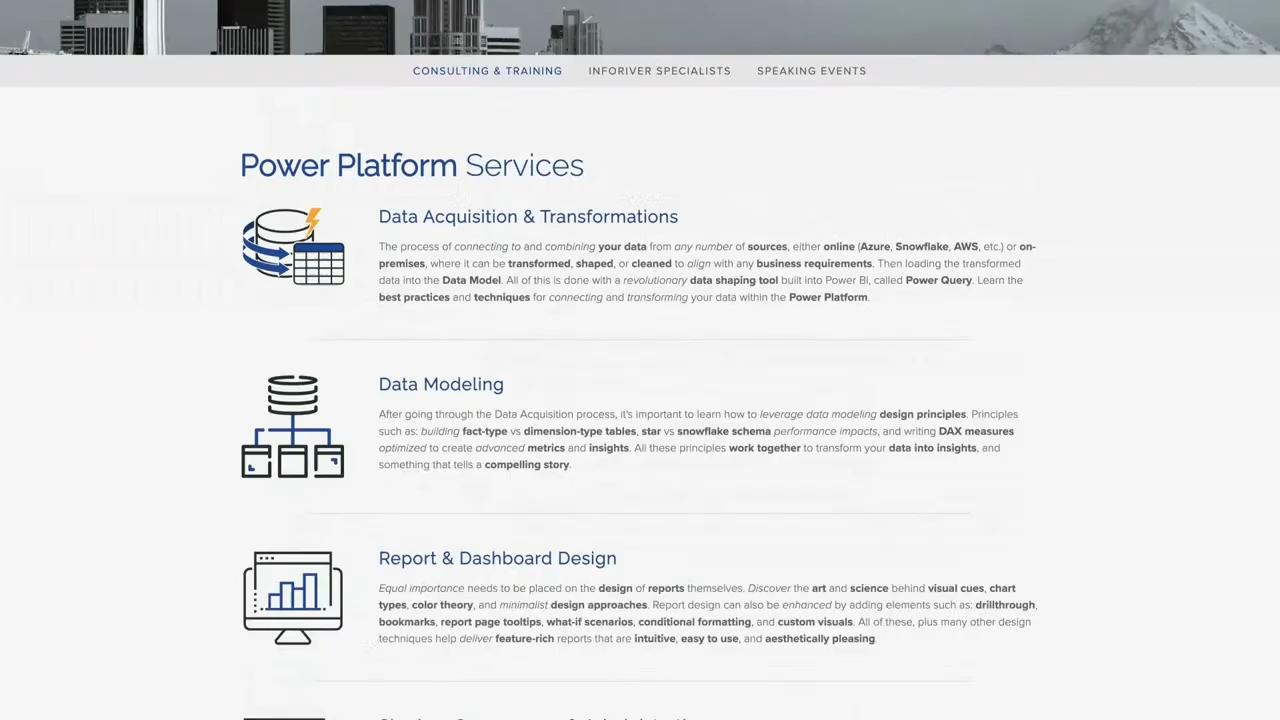 CONSULTING & TRAINING INFORIVER SPECIALISTS SPEAKING EVENTS
Power Platform Services
Data Acquisition & Transformations
The process of connecting to and combining your data from any number of sources, either online (Azure, Snowflake, AWS, etc.) or on-
premises, where it can be transformed, shaped, or cleaned to align with any business requirements. Then loading the transformed
data into the Data Model. All of this is done with a revolutionary data shaping tool built into Power BI, called Power Query. Learn the
best practices and techniques for connecting and transforming your data within the Power Platform.
Data Modeling
After going through the Data Acquisition process, it's important to learn how to leverage data modeling design principles. Principles
such as: building fact-type vs dimension-type tables, star vs snowflake schema performance impacts, and writing DAX measures
optimized to create advanced metrics and insights. All these principles work together to transform your data into insights, and
something that tells a compelling story.
Report & Dashboard Design
Equal importance needs to be placed on the design of reports themselves. Discover the art and science behind visual cues, chart
types, color theory, and minimalist design approaches. Report design can also be enhanced by adding elements such as: drillthrough,
bookmarks, report page tooltips, what-if scenarios, conditional formatting, and custom visuals. All of these, plus many other design
techniques help deliver feature-rich reports that are intuitive, easy to use, and aesthetically pleasing.